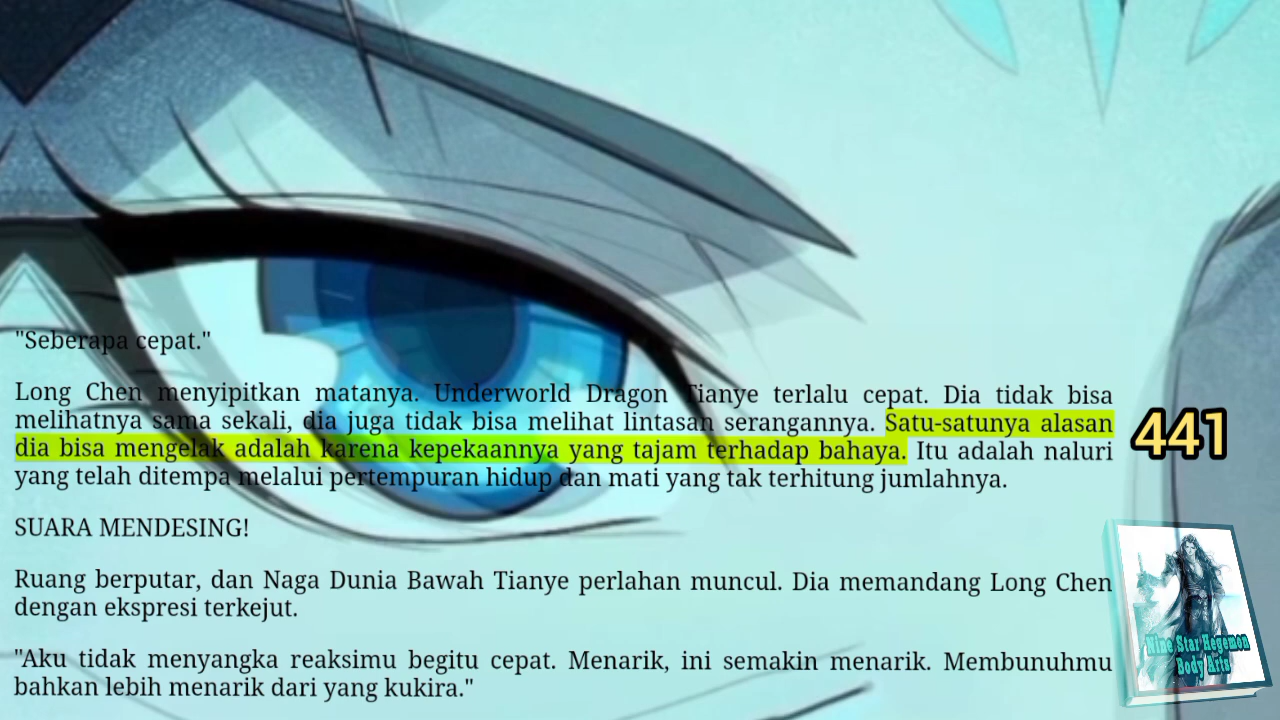 "Seberapa cepat."
Long Chen menyipitkan matanya. Underworld Dragon Tianye terlalu cepat. Dia tidak bisa
melihatnya sama sekali, dia juga tidak bisa melihat lintasan serangannya. Satu-satunya alasan
dia bisa mengelak adalah karena kepekaannya yang tajam terhadap bahaya. Itu adalah naluri
yang telah ditempa melalui pertempuran hidup dan mati yang tak terhitung jumlahnya.
441
SUARA MENDESING!
Ruang berputar, dan Naga Dunia Bawah Tianye perlahan muncul. Dia memandang Long Chen
dengan ekspresi terkejut.
"Aku tidak menyangka reaksimu begitu cepat. Menarik, ini semakin menarik. Membunuhmu
bahkan lebih menarik dari yang kukira."
Nine Star Hegemon
Body Arts